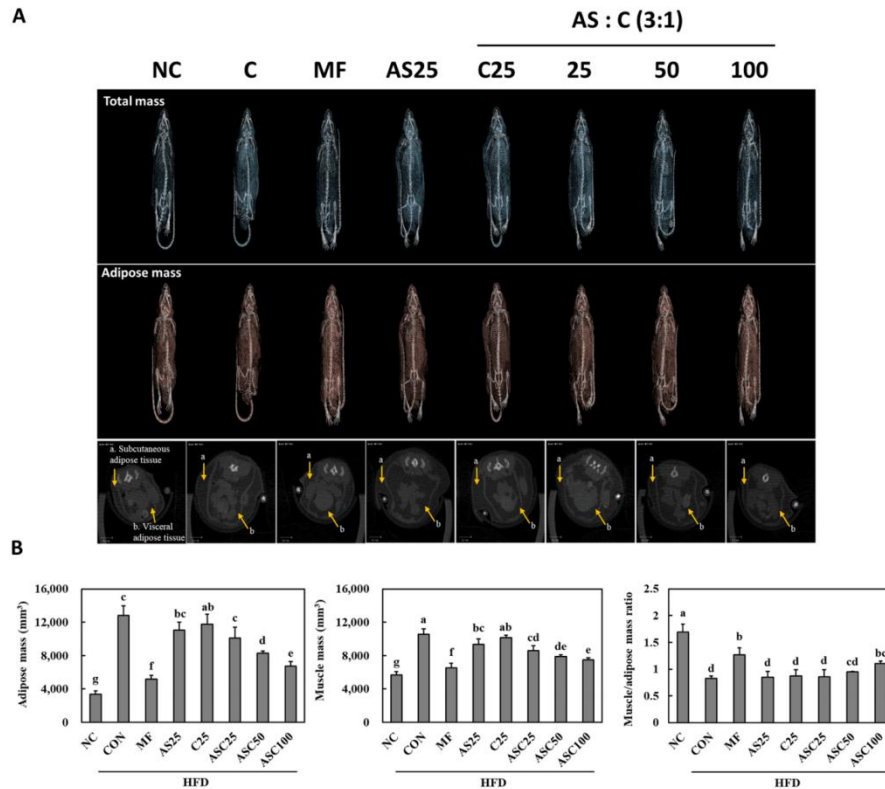 A
AS : C (3:1)
NC C MF AS25 C25 25 50 100
Total mass
Adipose mass
a. Subcutaneous
adipose tissue
b. Visceral
adipose tissue
a
b
a
b
a
b
a
b
a
b
a
b
a
b
B
Adipose mass (mm³)
16,000
12,000
8,000
4,000
0
g c f bc ab c d e
NC CON MF AS25 C25 ASC25 ASC50 ASC100
HFD
Muscle mass (mm³)
16,000
12,000
8,000
4,000
0
g a f bc ab cd de e
NC CON MF AS25 C25 ASC25 ASC50 ASC100
HFD
Muscle/adipose mass ratio
2.5
2
1.5
1
0.5
0
a d b d d d cd bc
NC CON MF AS25 C25 ASC25 ASC50 ASC100
HFD